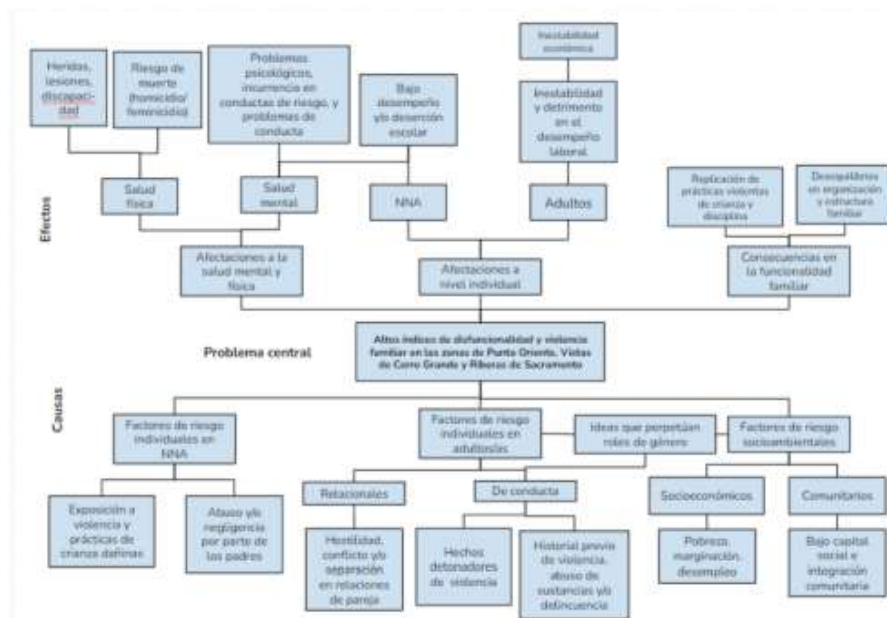 Inestabilidad
económica
Heridas,
lesiones,
discapaci-
dad
Riesgo de
muerte
(homicidio/
feminicidio)
Problemas
psicológicos,
incurrencia en
conductas de
riesgo, y
problemas de
conducta
Bajo
desempeño
y/o deserción
escolar
Inestabilidad
y detrimento
en el
desempeño
laboral
Replicación de
prácticas violentas
de crianza y
disciplina
Desequilibrios
en organización
y estructura
familiar
Efectos
Salud
física
Salud
mental
NNA
Adultos
Afectaciones a la
salud mental y
física
Afectaciones a
nivel individual
Consecuencias en
la funcionalidad
familiar
Problema central
Altos índices de disfuncionalidad y violencia
familiar en las zonas de Punta Oriente, Vistas
de Cerro Grande y Riberas de Sacramento
Causas
Factores de riesgo
individuales en
NNA
Factores de riesgo
individuales en
adultos/as
Ideas que perpetúan
roles de género
Factores de riesgo
socioambientales
Relacionales
De conducta
Socioeconómicos
Comunitarios
Exposición a
violencia y
prácticas de
crianza dañinas
Abuso y/o
negligencia
por parte de
los padres
Hostilidad,
conflicto y/o
separación
en relaciones
de pareja
Hechos
detonadores
de violencia
Historial previo
de violencia,
abuso de
sustancias y/o
delincuencia
Pobreza,
marginación,
desempleo
Bajo capital
social e
integración
comunitaria